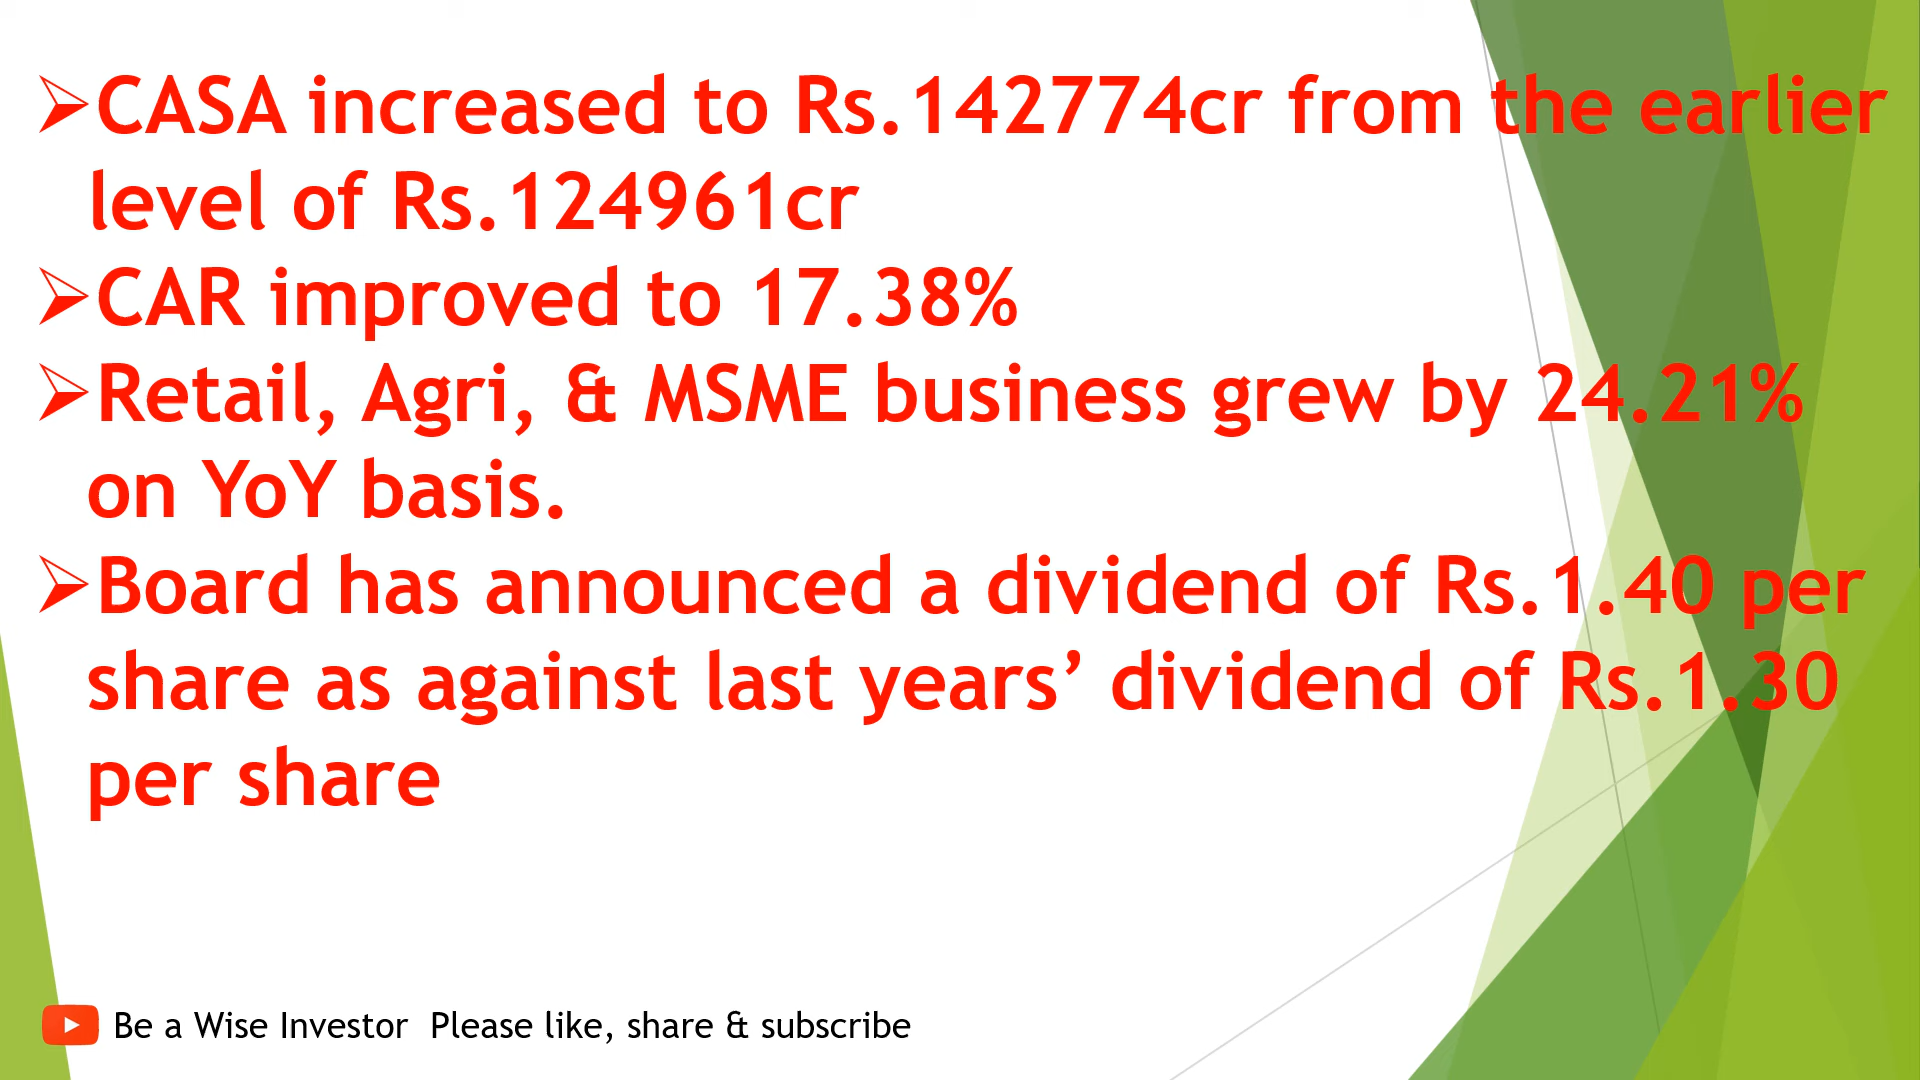 ➢CASA increased to Rs.142774cr from the earlier
level of Rs.124961cr
➢CAR improved to 17.38%
➢Retail, Agri, & MSME business grew by 24.21%
on YoY basis.
➢Board has announced a dividend of Rs.1.40 per
share as against last years’ dividend of Rs.1.30
per share
Be a Wise Investor  Please like, share & subscribe